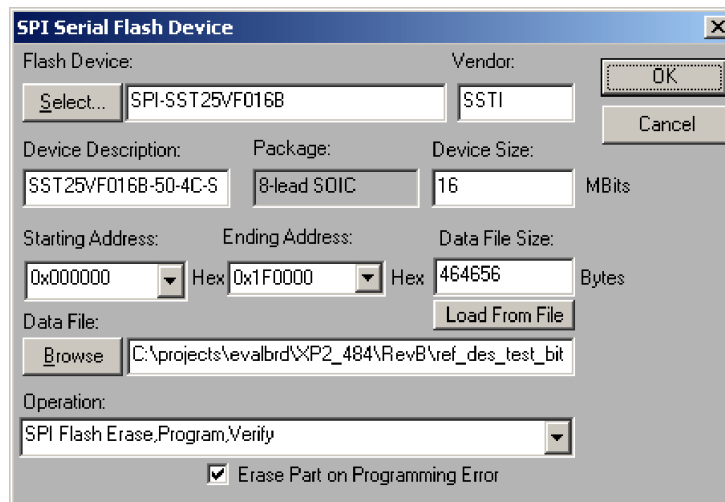 SPI Serial Flash Device
Flash Device: Vendor:
Select... SPI-SST25VF016B SSTI OK
Cancel
Device Description: Package: Device Size:
SST25VF016B-50-4C-S 8-lead SOIC 16 MBits
Starting Address: Ending Address: Data File Size:
0x000000 Hex 0x1F0000 Hex 464656 Bytes
Data File: Load From File
Browse C:\projects\evalbrd\XP2_484\RevB\ref_des_test_bit
Operation:
SPI Flash Erase,Program,Verify
Erase Part on Programming Error